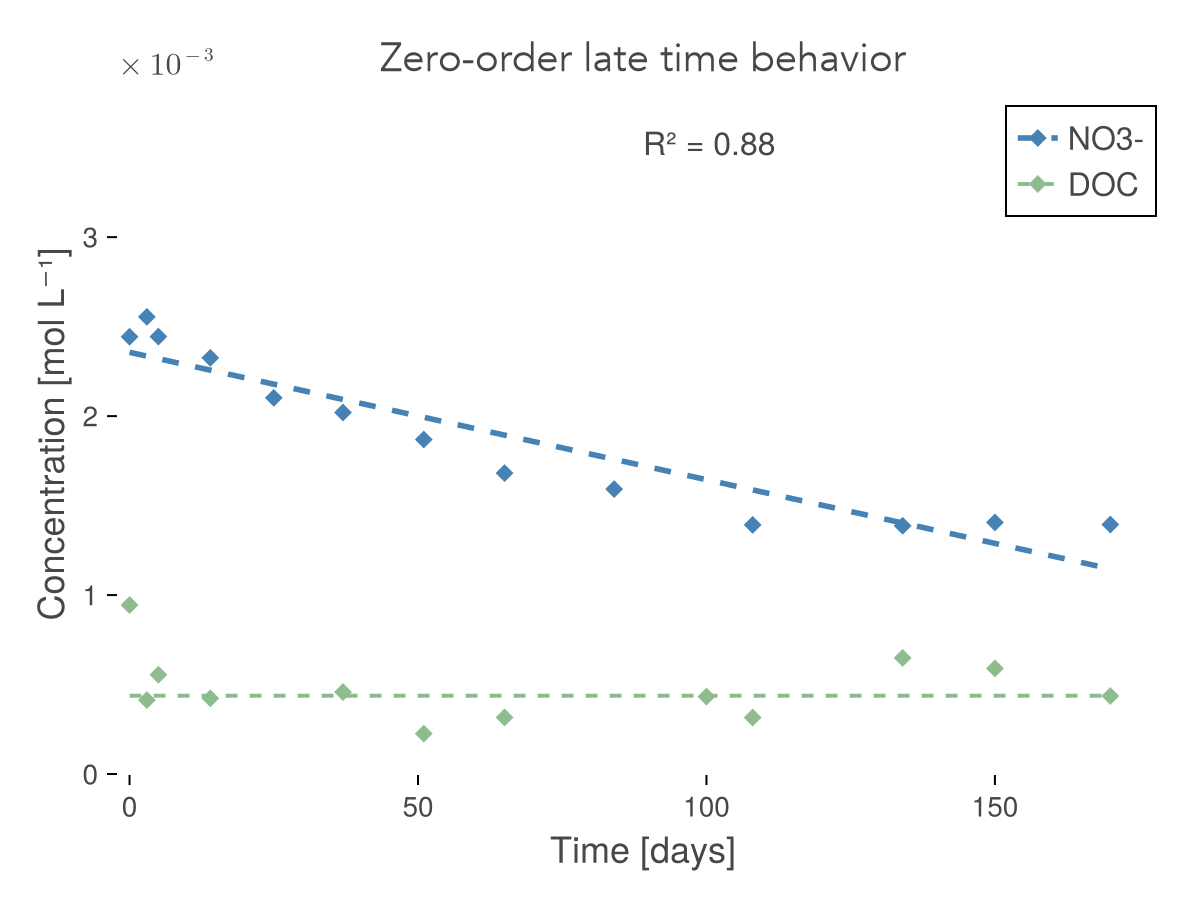 × 10⁻³
Zero-order late time behavior
R² = 0.88
NO3-
DOC
Concentration [mol L⁻¹]
3
2
1
0
0 50 100 150
Time [days]